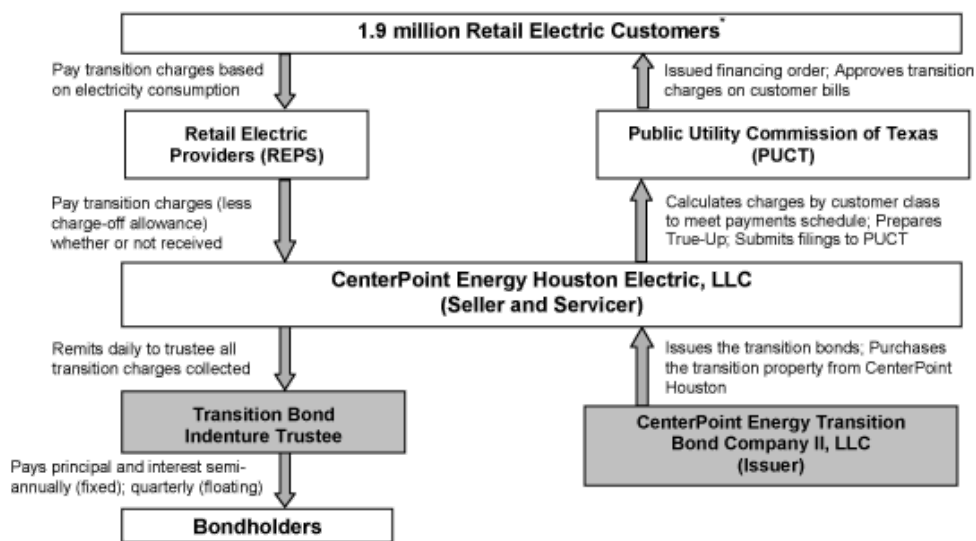 1.9 million Retail Electric Customers*
Pay transition charges based
on electricity consumption
Issued financing order; Approves transition
charges on customer bills
Retail Electric
Providers (REPS)
Public Utility Commission of Texas
(PUCT)
Pay transition charges (less
charge-off allowance)
whether or not received
Calculates charges by customer class
to meet payments schedule; Prepares
True-Up; Submits filings to PUCT
CenterPoint Energy Houston Electric, LLC
(Seller and Servicer)
Remits daily to trustee all
transition charges collected
Issues the transition bonds; Purchases
the transition property from CenterPoint
Houston
Transition Bond
Indenture Trustee
CenterPoint Energy Transition
Bond Company II, LLC
(Issuer)
Pays principal and interest semi-
annually (fixed); quarterly (floating)
Bondholders